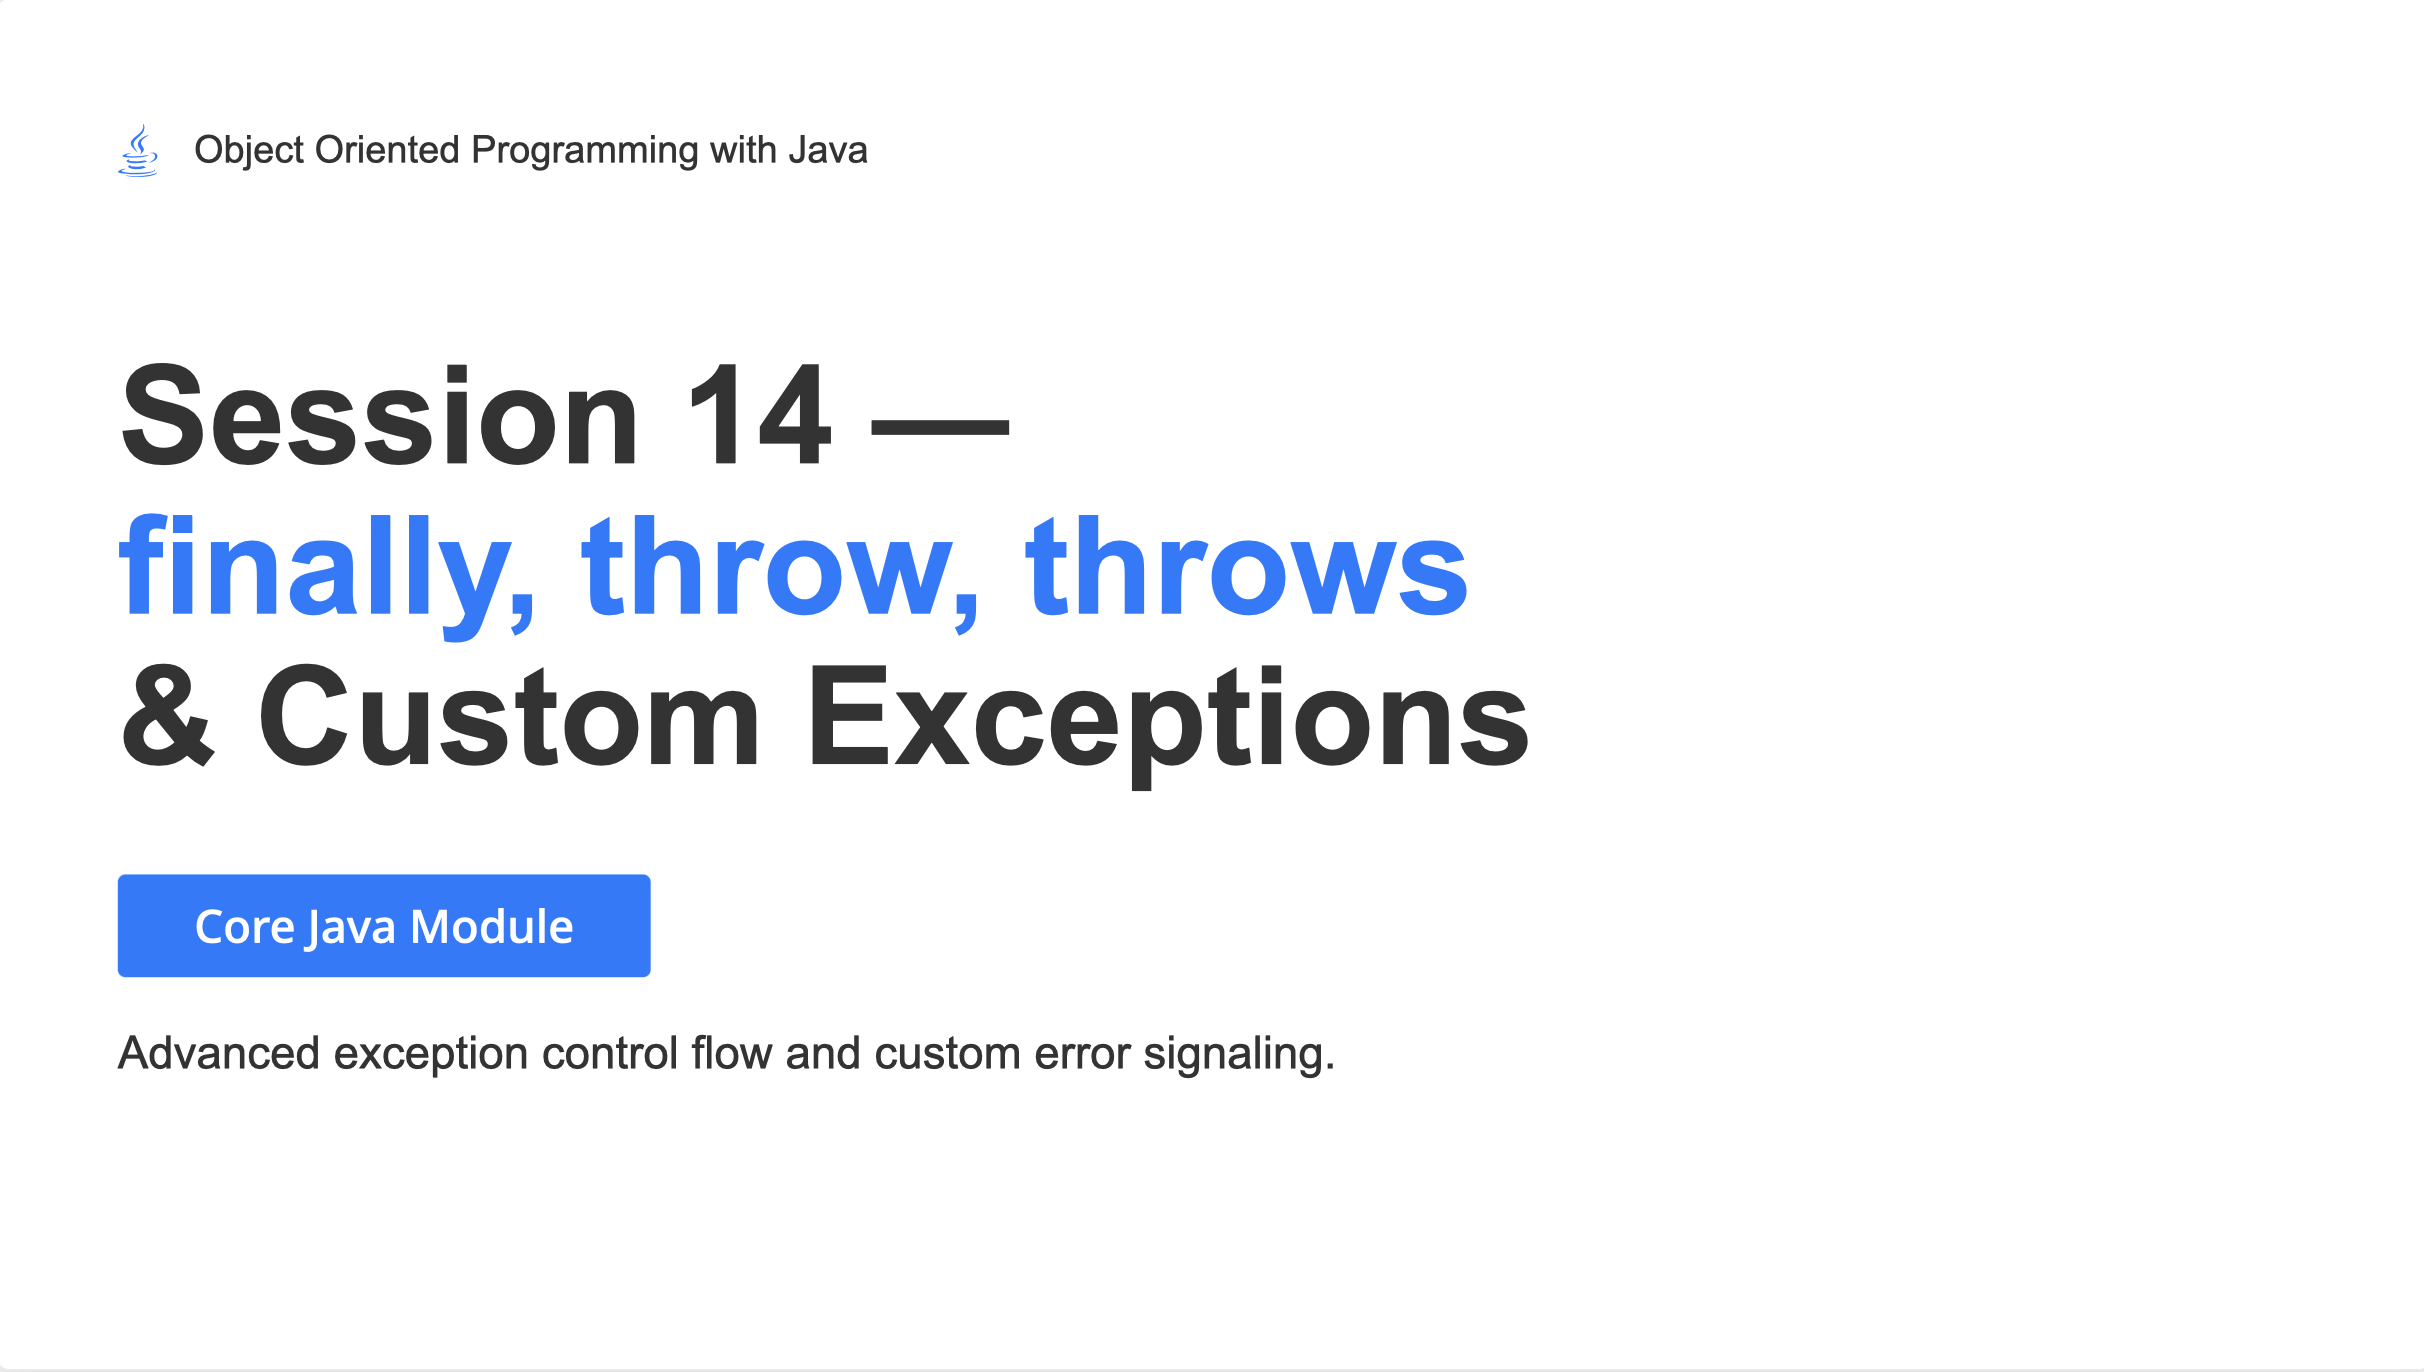 Object Oriented Programming with Java
Session 14 —
finally, throw, throws
& Custom Exceptions
Core Java Module
Advanced exception control flow and custom error signaling.